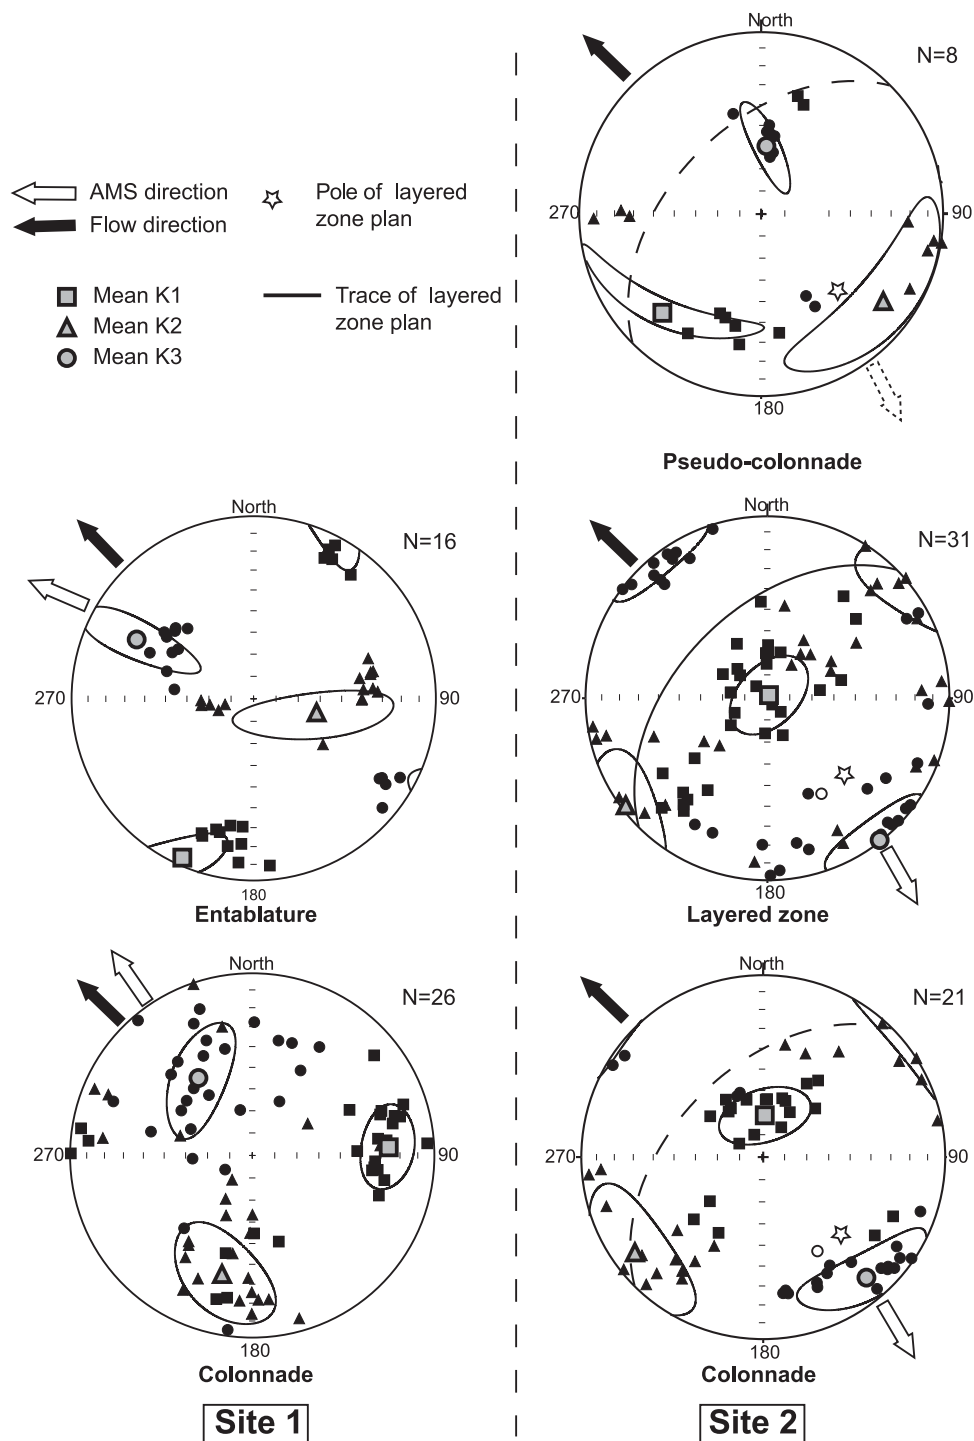 North
N=8
270
90
180
Pseudo-colonnade
AMS direction
Flow direction
Pole of layered
zone plan
Mean K1
Mean K2
Mean K3
Trace of layered
zone plan
North
N=16
270
90
180
Entablature
North
N=31
270
90
180
Layered zone
North
N=26
270
90
180
Colonnade
Site 1
North
N=21
270
90
180
Colonnade
Site 2